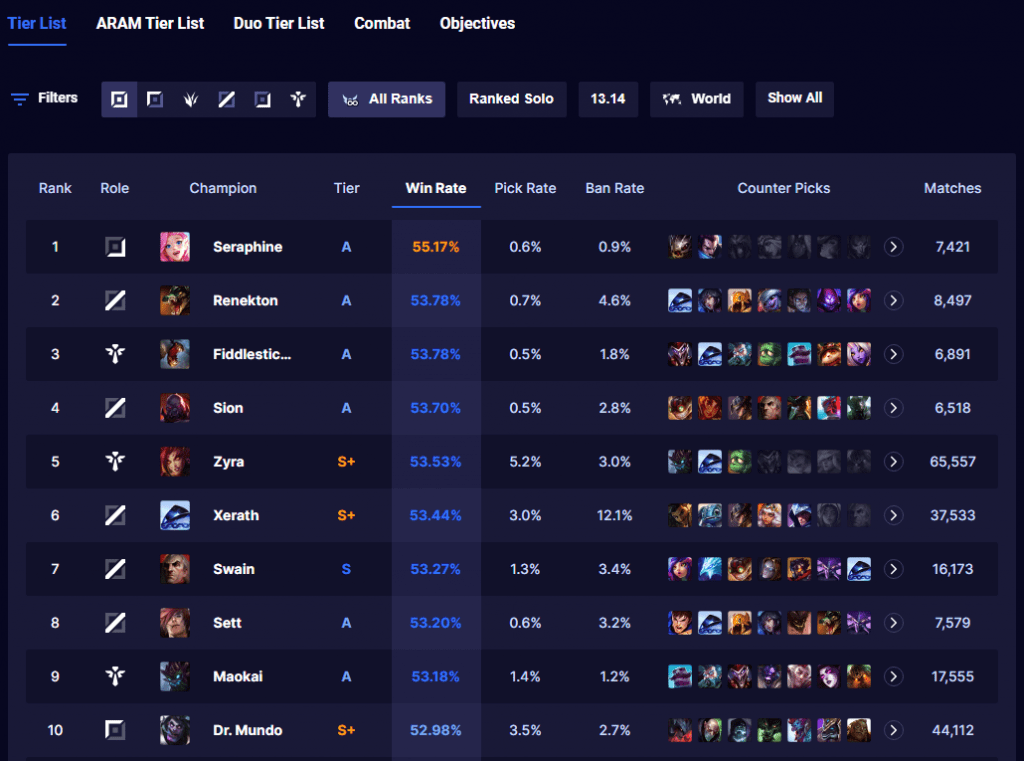 Tier List ARAM Tier List Duo Tier List Combat Objectives
Filters All Ranks Ranked Solo 13.14 World Show All
Rank Role Champion Tier Win Rate Pick Rate Ban Rate Counter Picks Matches
1 Seraphine A 55.17% 0.6% 0.9% 7,421
2 Renekton A 53.78% 0.7% 4.6% 8,497
3 Fiddlestic... A 53.78% 0.5% 1.8% 6,891
4 Sion A 53.70% 0.5% 2.8% 6,518
5 Zyra S+ 53.53% 5.2% 3.0% 65,557
6 Xerath S+ 53.44% 3.0% 12.1% 37,533
7 Swain S 53.27% 1.3% 3.4% 16,173
8 Sett A 53.20% 0.6% 3.2% 7,579
9 Maokai A 53.18% 1.4% 1.2% 17,555
10 Dr. Mundo S+ 52.98% 3.5% 2.7% 44,112